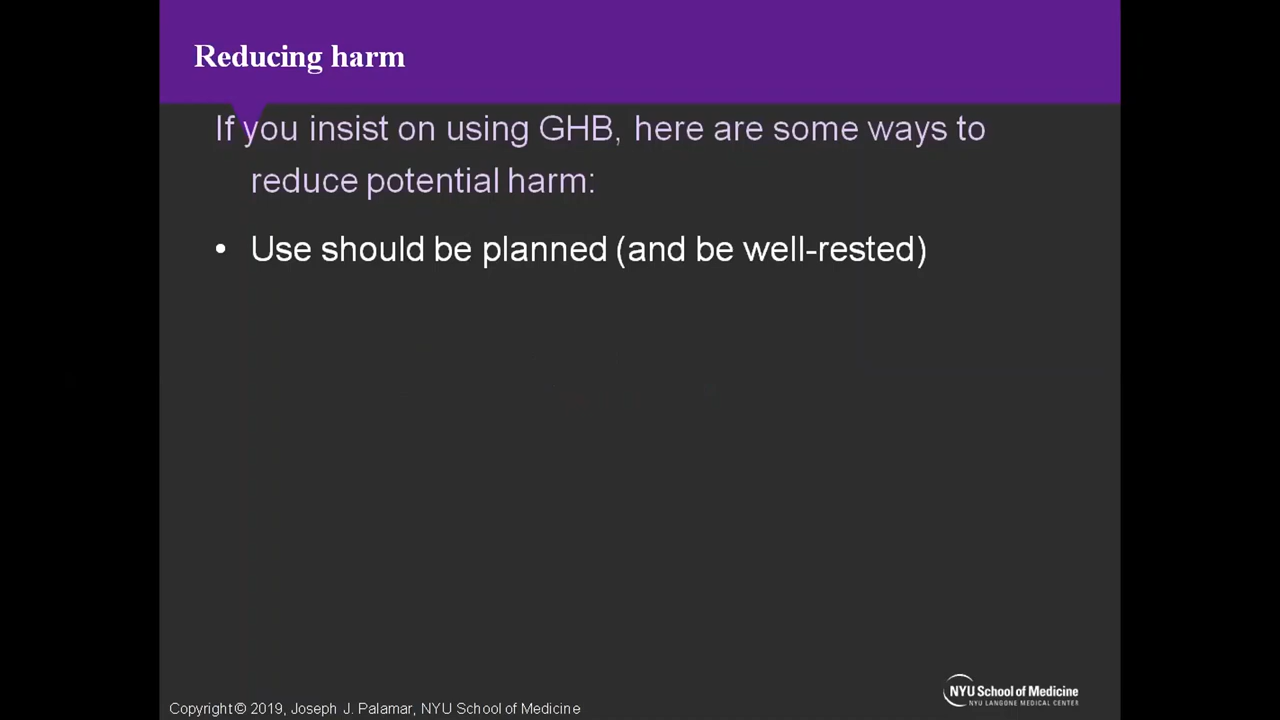 Reducing harm
If you insist on using GHB, here are some ways to
reduce potential harm:
• Use should be planned (and be well-rested)
NYU School of Medicine
NYU LANGONE MEDICAL CENTER
Copyright © 2019, Joseph J. Palamar, NYU School of Medicine